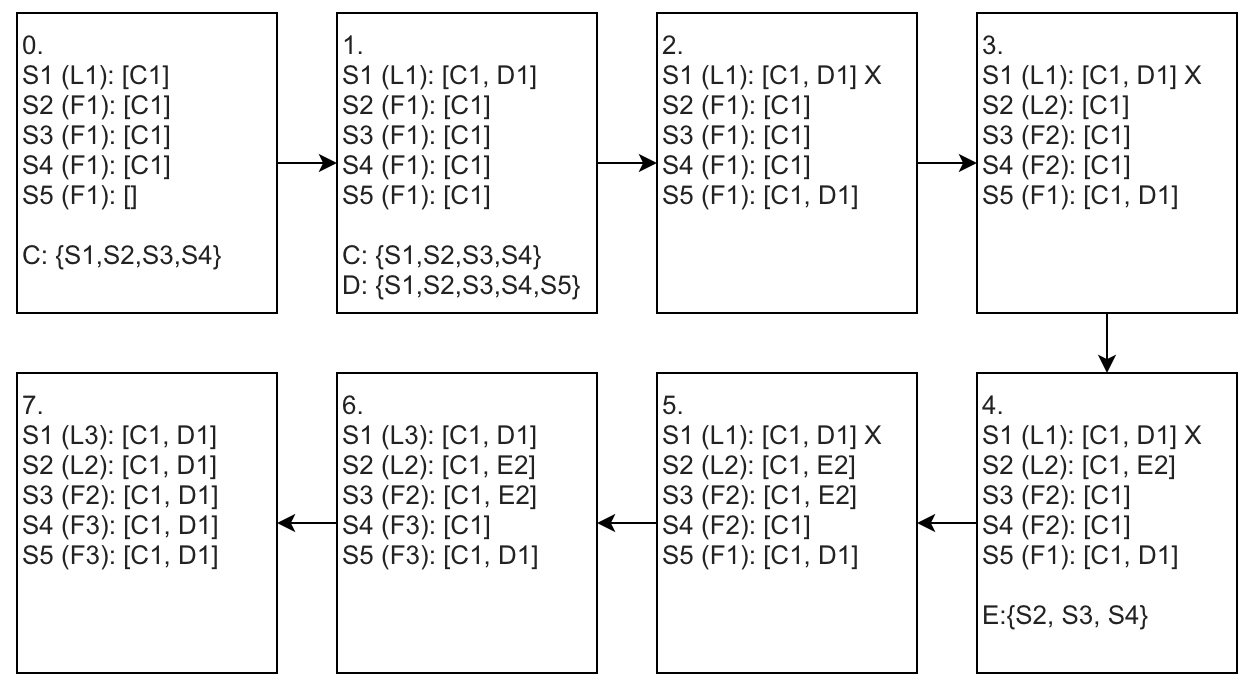 0.
S1 (L1): [C1]
S2 (F1): [C1]
S3 (F1): [C1]
S4 (F1): [C1]
S5 (F1): []
C: {S1,S2,S3,S4}
1.
S1 (L1): [C1, D1]
S2 (F1): [C1]
S3 (F1): [C1]
S4 (F1): [C1]
S5 (F1): [C1]
C: {S1,S2,S3,S4}
D: {S1,S2,S3,S4,S5}
2.
S1 (L1): [C1, D1] X
S2 (F1): [C1]
S3 (F1): [C1]
S4 (F1): [C1]
S5 (F1): [C1, D1]
3.
S1 (L1): [C1, D1] X
S2 (L2): [C1]
S3 (F2): [C1]
S4 (F2): [C1]
S5 (F1): [C1, D1]
4.
S1 (L1): [C1, D1] X
S2 (L2): [C1, E2]
S3 (F2): [C1]
S4 (F2): [C1]
S5 (F1): [C1, D1]
E:{S2, S3, S4}
5.
S1 (L1): [C1, D1] X
S2 (L2): [C1, E2]
S3 (F2): [C1, E2]
S4 (F2): [C1]
S5 (F1): [C1, D1]
6.
S1 (L3): [C1, D1]
S2 (L2): [C1, E2]
S3 (F2): [C1, E2]
S4 (F3): [C1]
S5 (F3): [C1, D1]
7.
S1 (L3): [C1, D1]
S2 (L2): [C1, D1]
S3 (F2): [C1, D1]
S4 (F3): [C1, D1]
S5 (F3): [C1, D1]